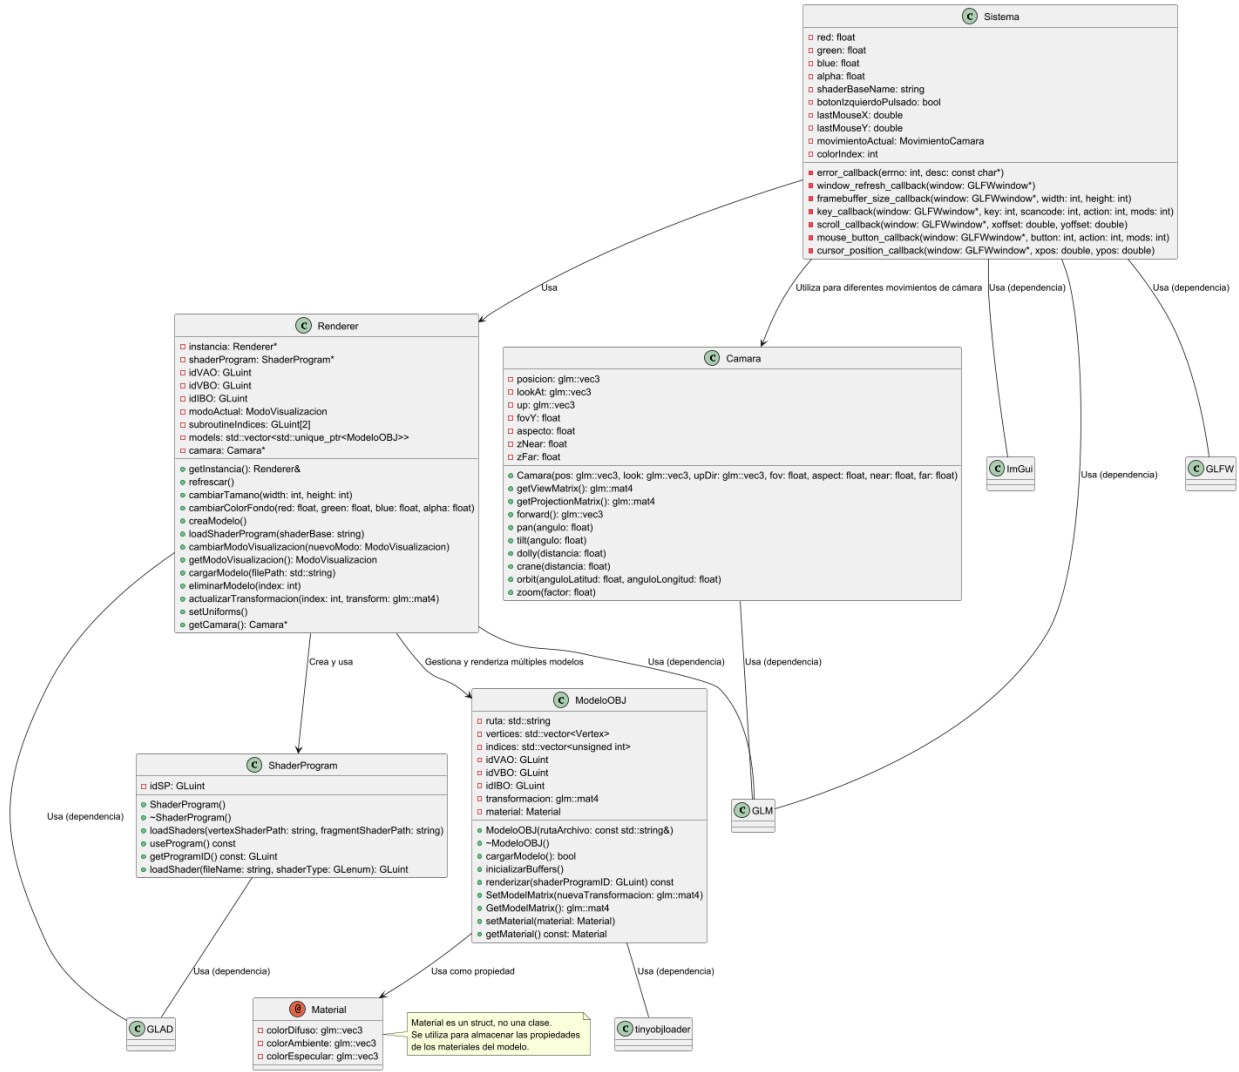 C Sistema
red: float
green: float
blue: float
alpha: float
shaderBaseName: string
botonIzquierdoPulsado: bool
lastMouseX: double
lastMouseY: double
movimientoActual: MovimientoCamara
colorIndex: int
error_callback(errno: int, desc: const char*)
window_refresh_callback(window: GLFWwindow*)
framebuffer_size_callback(window: GLFWwindow*, width: int, height: int)
key_callback(window: GLFWwindow*, key: int, scancode: int, action: int, mods: int)
scroll_callback(window: GLFWwindow*, xoffset: double, yoffset: double)
mouse_button_callback(window: GLFWwindow*, button: int, action: int, mods: int)
cursor_position_callback(window: GLFWwindow*, xpos: double, ypos: double)
Usa
Utiliza para diferentes movimientos de cámara
Usa (dependencia)
Usa (dependencia)
C Renderer
instancia: Renderer*
shaderProgram: ShaderProgram*
idVAO: GLuint
idVBO: GLuint
idIBO: GLuint
modoActual: ModoVisualizacion
subroutineIndices: GLuint[2]
models: std::vector<std::unique_ptr<ModeloOBJ>>
camara: Camara*
getInstancia(): Renderer&
refrescar()
cambiarTamano(width: int, height: int)
cambiarColorFondo(red: float, green: float, blue: float, alpha: float)
creaModelo()
loadShaderProgram(shaderBase: string)
cambiarModoVisualizacion(nuevoModo: ModoVisualizacion)
getModoVisualizacion(): ModoVisualizacion
cargarModelo(filePath: std::string)
eliminarModelo(index: int)
actualizarTransformacion(index: int, transform: glm::mat4)
setUniforms()
getCamara(): Camara*
C Camara
posicion: glm::vec3
lookAt: glm::vec3
up: glm::vec3
fovY: float
aspecto: float
zNear: float
zFar: float
Camara(pos: glm::vec3, look: glm::vec3, upDir: glm::vec3, fov: float, aspect: float, near: float, far: float)
getViewMatrix(): glm::mat4
getProjectionMatrix(): glm::mat4
forward(): glm::vec3
pan(angulo: float)
tilt(angulo: float)
dolly(distancia: float)
crane(distancia: float)
orbit(anguloLatitud: float, anguloLongitud: float)
zoom(factor: float)
C ImGui
Usa (dependencia)
C GLFW
Crea y usa
Gestiona y renderiza múltiples modelos
Usa (dependencia)
Usa (dependencia)
C ModeloOBJ
ruta: std::string
vertices: std::vector<Vertex>
indices: std::vector<unsigned int>
idVAO: GLuint
idVBO: GLuint
idIBO: GLuint
transformacion: glm::mat4
material: Material
ModeloOBJ(rutaArchivo: const std::string&)
~ModeloOBJ()
cargarModelo(): bool
inicializarBuffers()
renderizar(shaderProgramID: GLuint) const
SetModelMatrix(nuevaTransformacion: glm::mat4)
GetModelMatrix(): glm::mat4
setMaterial(material: Material)
getMaterial() const: Material
C ShaderProgram
idSP: GLuint
ShaderProgram()
~ShaderProgram()
loadShaders(vertexShaderPath: string, fragmentShaderPath: string)
useProgram() const
getProgramID() const: GLuint
loadShader(fileName: string, shaderType: GLenum): GLuint
C GLM
Usa (dependencia)
Usa (dependencia)
Usa como propiedad
Usa (dependencia)
C GLAD
@ Material
colorDifuso: glm::vec3
colorAmbiente: glm::vec3
colorEspecular: glm::vec3
Material es un struct, no una clase.
Se utiliza para almacenar las propiedades
de los materiales del modelo.
C tinyobjloader